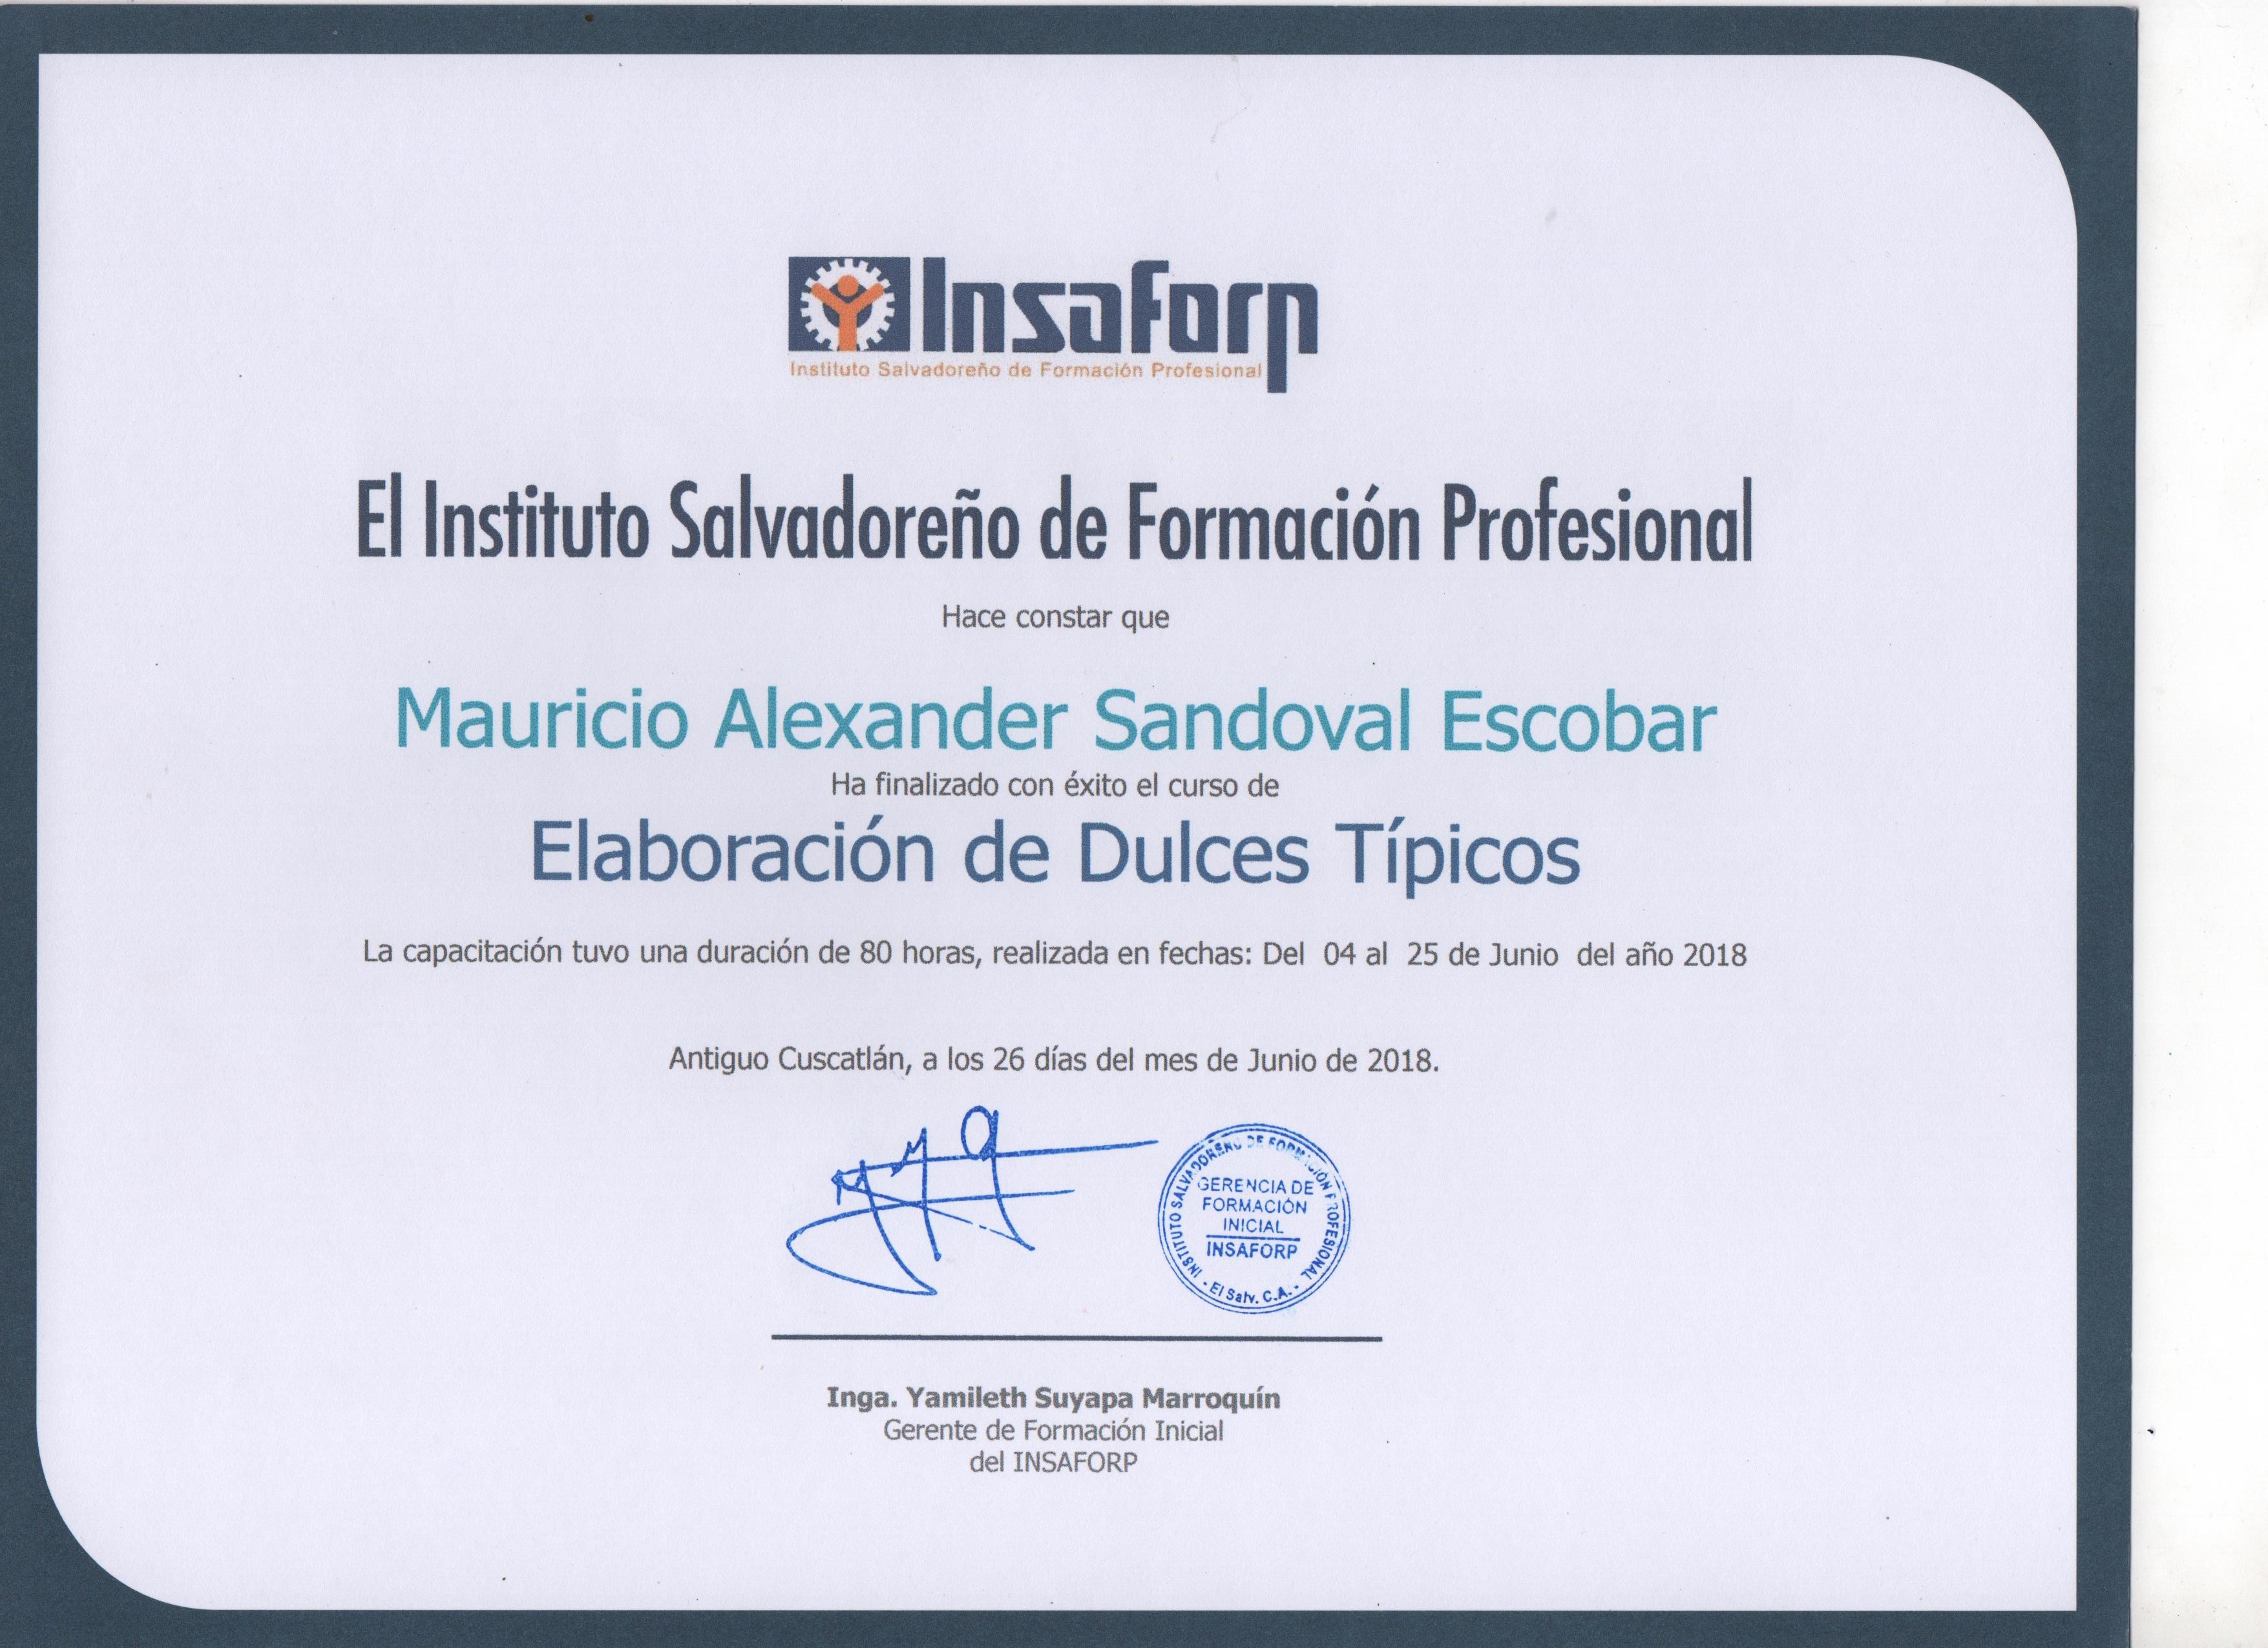 Insaforp
Instituto Salvadoreño de Formación Profesional
El Instituto Salvadoreño de Formación Profesional
Hace constar que
Mauricio Alexander Sandoval Escobar
Ha finalizado con éxito el curso de
Elaboración de Dulces Típicos
La capacitación tuvo una duración de 80 horas, realizada en fechas: Del 04 al 25 de Junio del año 2018
Antiguo Cuscatlán, a los 26 días del mes de Junio de 2018.
INSTITUTO SALVADOREÑO DE FORMACIÓN PROFESIONAL
GERENCIA DE
FORMACIÓN
INICIAL
INSAFORP
- El Salv. C.A. -
Inga. Yamileth Suyapa Marroquín
Gerente de Formación Inicial
del INSAFORP